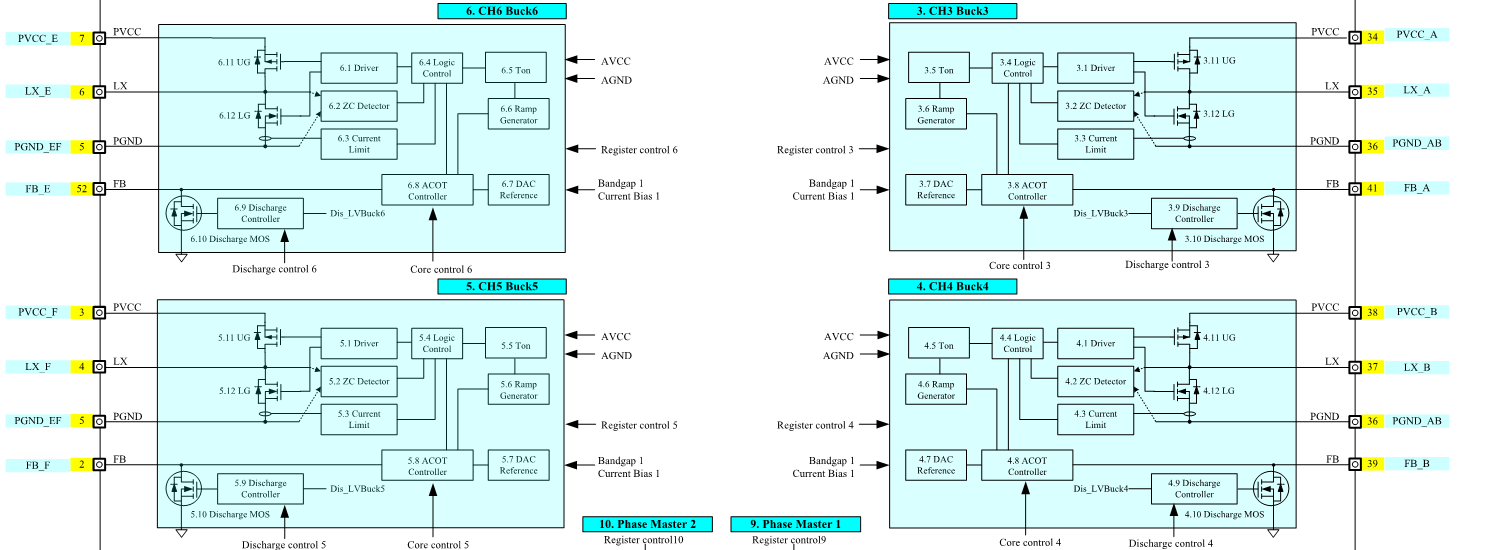 6. CH6 Buck6
PVCC_E
7
PVCC
6.11 UG
6.1 Driver
6.4 Logic
Control
6.5 Ton
AVCC
AGND
LX_E
6
LX
6.2 ZC Detector
6.12 LG
6.6 Ramp
Generator
6.3 Current
Limit
PGND_EF
5
PGND
Register control 6
FB_E
52
FB
6.8 ACOT
Controller
6.7 DAC
Reference
Bandgap 1
Current Bias 1
6.9 Discharge
Controller
Dis_LVBuck6
6.10 Discharge MOS
Discharge control 6
Core control 6
3. CH3 Buck3
AVCC
AGND
3.5 Ton
3.4 Logic
Control
3.1 Driver
3.11 UG
PVCC
34
PVCC_A
3.6 Ramp
Generator
3.2 ZC Detector
3.12 LG
LX
35
LX_A
3.3 Current
Limit
Register control 3
PGND
36
PGND_AB
Bandgap 1
Current Bias 1
3.7 DAC
Reference
3.8 ACOT
Controller
FB
41
FB_A
Dis_LVBuck3
3.9 Discharge
Controller
3.10 Discharge MOS
Core control 3
Discharge control 3
5. CH5 Buck5
PVCC_F
3
PVCC
5.11 UG
5.1 Driver
5.4 Logic
Control
5.5 Ton
AVCC
AGND
LX_F
4
LX
5.2 ZC Detector
5.12 LG
5.6 Ramp
Generator
5.3 Current
Limit
PGND_EF
5
PGND
Register control 5
FB_F
2
FB
5.8 ACOT
Controller
5.7 DAC
Reference
Bandgap 1
Current Bias 1
5.9 Discharge
Controller
Dis_LVBuck5
5.10 Discharge MOS
Discharge control 5
Core control 5
4. CH4 Buck4
AVCC
AGND
4.5 Ton
4.4 Logic
Control
4.1 Driver
4.11 UG
PVCC
38
PVCC_B
4.6 Ramp
Generator
4.2 ZC Detector
4.12 LG
LX
37
LX_B
4.3 Current
Limit
Register control 4
PGND
36
PGND_AB
Bandgap 1
Current Bias 1
4.7 DAC
Reference
4.8 ACOT
Controller
FB
39
FB_B
Dis_LVBuck4
4.9 Discharge
Controller
4.10 Discharge MOS
Core control 4
Discharge control 4
10. Phase Master 2
Register control10
9. Phase Master 1
Register control9